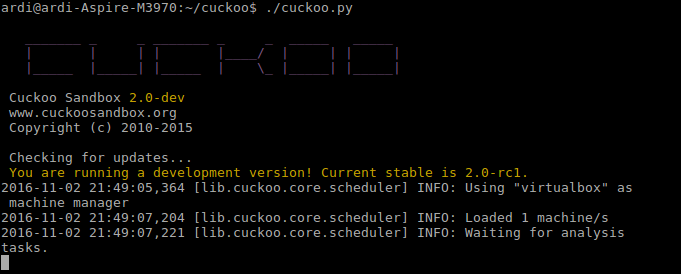 ardi@ardi-Aspire-M3970:~/cuckoo$ ./cuckoo.py
CUCKOO
Cuckoo Sandbox 2.0-dev
www.cuckoosandbox.org
Copyright (c) 2010-2015
Checking for updates...
You are running a development version! Current stable is 2.0-rc1.
2016-11-02 21:49:05,364 [lib.cuckoo.core.scheduler] INFO: Using "virtualbox" as
machine manager
2016-11-02 21:49:07,204 [lib.cuckoo.core.scheduler] INFO: Loaded 1 machine/s
2016-11-02 21:49:07,221 [lib.cuckoo.core.scheduler] INFO: Waiting for analysis
tasks.